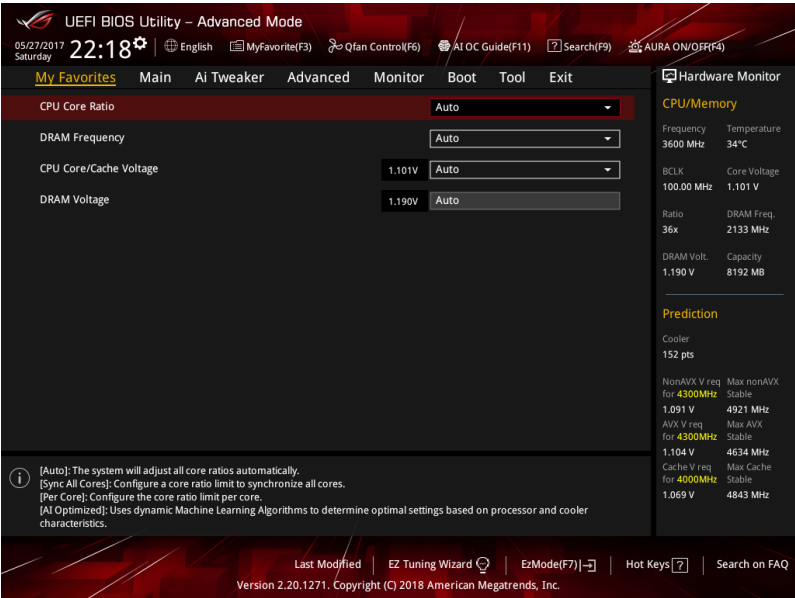 UEFI BIOS Utility – Advanced Mode
05/27/2017 Saturday 22:18 English MyFavorite(F3) Qfan Control(F6) AI OC Guide(F11) ? Search(F9) AURA ON/OFF(F4)
My Favorites Main Ai Tweaker Advanced Monitor Boot Tool Exit
CPU Core Ratio Auto
DRAM Frequency Auto
CPU Core/Cache Voltage 1.101V Auto
DRAM Voltage 1.190V Auto
Hardware Monitor
CPU/Memory
Frequency Temperature
3600 MHz 34°C
BCLK Core Voltage
100.00 MHz 1.101 V
Ratio DRAM Freq.
36x 2133 MHz
DRAM Volt. Capacity
1.190 V 8192 MB
Prediction
Cooler
152 pts
NonAVX V req Max nonAVX
for 4300MHz Stable
1.091 V 4921 MHz
AVX V req Max AVX
for 4300MHz Stable
1.104 V 4634 MHz
Cache V req Max Cache
for 4000MHz Stable
1.069 V 4843 MHz
[Auto]: The system will adjust all core ratios automatically.
[Sync All Cores]: Configure a core ratio limit to synchronize all cores.
[Per Core]: Configure the core ratio limit per core.
[AI Optimized]: Uses dynamic Machine Learning Algorithms to determine optimal settings based on processor and cooler
characteristics.
Last Modified EZ Tuning Wizard EzMode(F7) Hot Keys ? Search on FAQ
Version 2.20.1271. Copyright (C) 2018 American Megatrends, Inc.